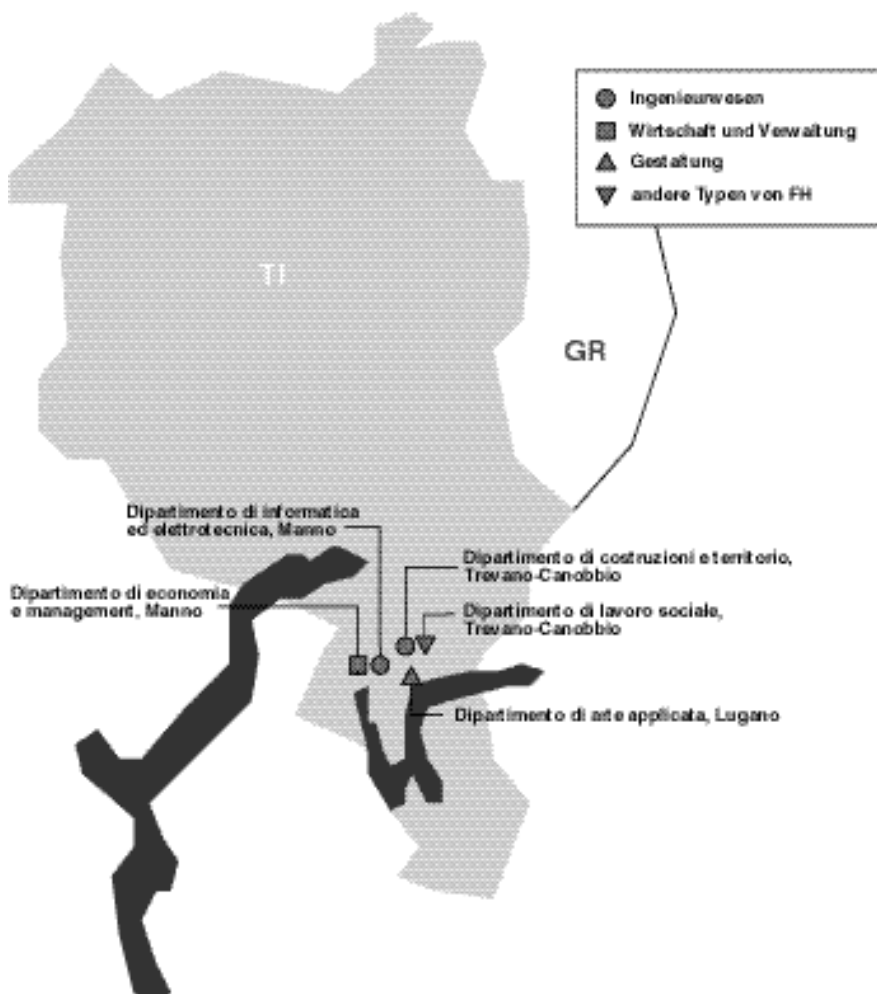 Ingenieurwesen
Wirtschaft und Verwaltung
Gestaltung
andere Typen von FH
TI
GR
Dipartimento di informatica
ed elettrotecnica, Manno
Dipartimento di costruzioni e territorio,
Trevano-Canobbio
Dipartimento di economia
e management, Manno
Dipartimento di lavoro sociale,
Trevano-Canobbio
Dipartimento di arte applicata, Lugano